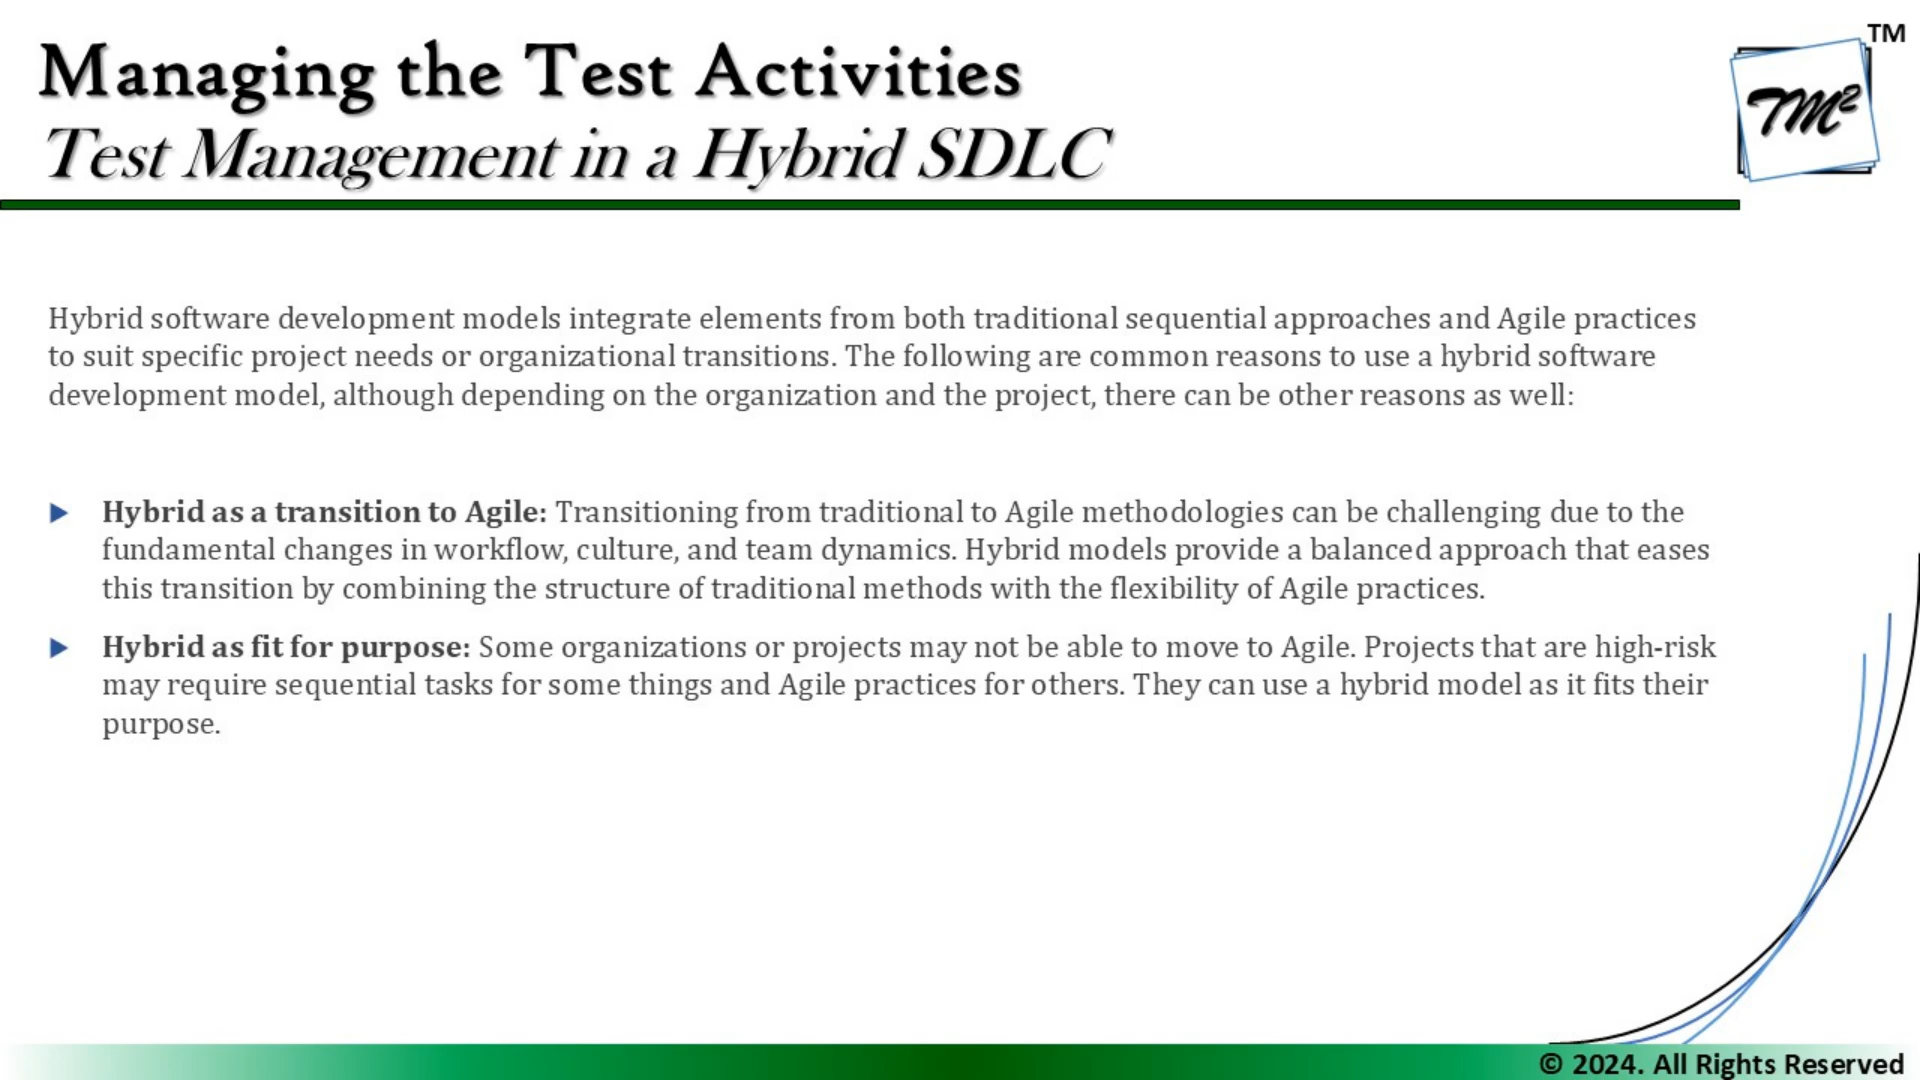 Managing the Test Activities
TM
TM²
Test Management in a Hybrid SDLC
Hybrid software development models integrate elements from both traditional sequential approaches and Agile practices
to suit specific project needs or organizational transitions. The following are common reasons to use a hybrid software
development model, although depending on the organization and the project, there can be other reasons as well:
▶ Hybrid as a transition to Agile: Transitioning from traditional to Agile methodologies can be challenging due to the
fundamental changes in workflow, culture, and team dynamics. Hybrid models provide a balanced approach that eases
this transition by combining the structure of traditional methods with the flexibility of Agile practices.
▶ Hybrid as fit for purpose: Some organizations or projects may not be able to move to Agile. Projects that are high-risk
may require sequential tasks for some things and Agile practices for others. They can use a hybrid model as it fits their
purpose.
© 2024. All Rights Reserved